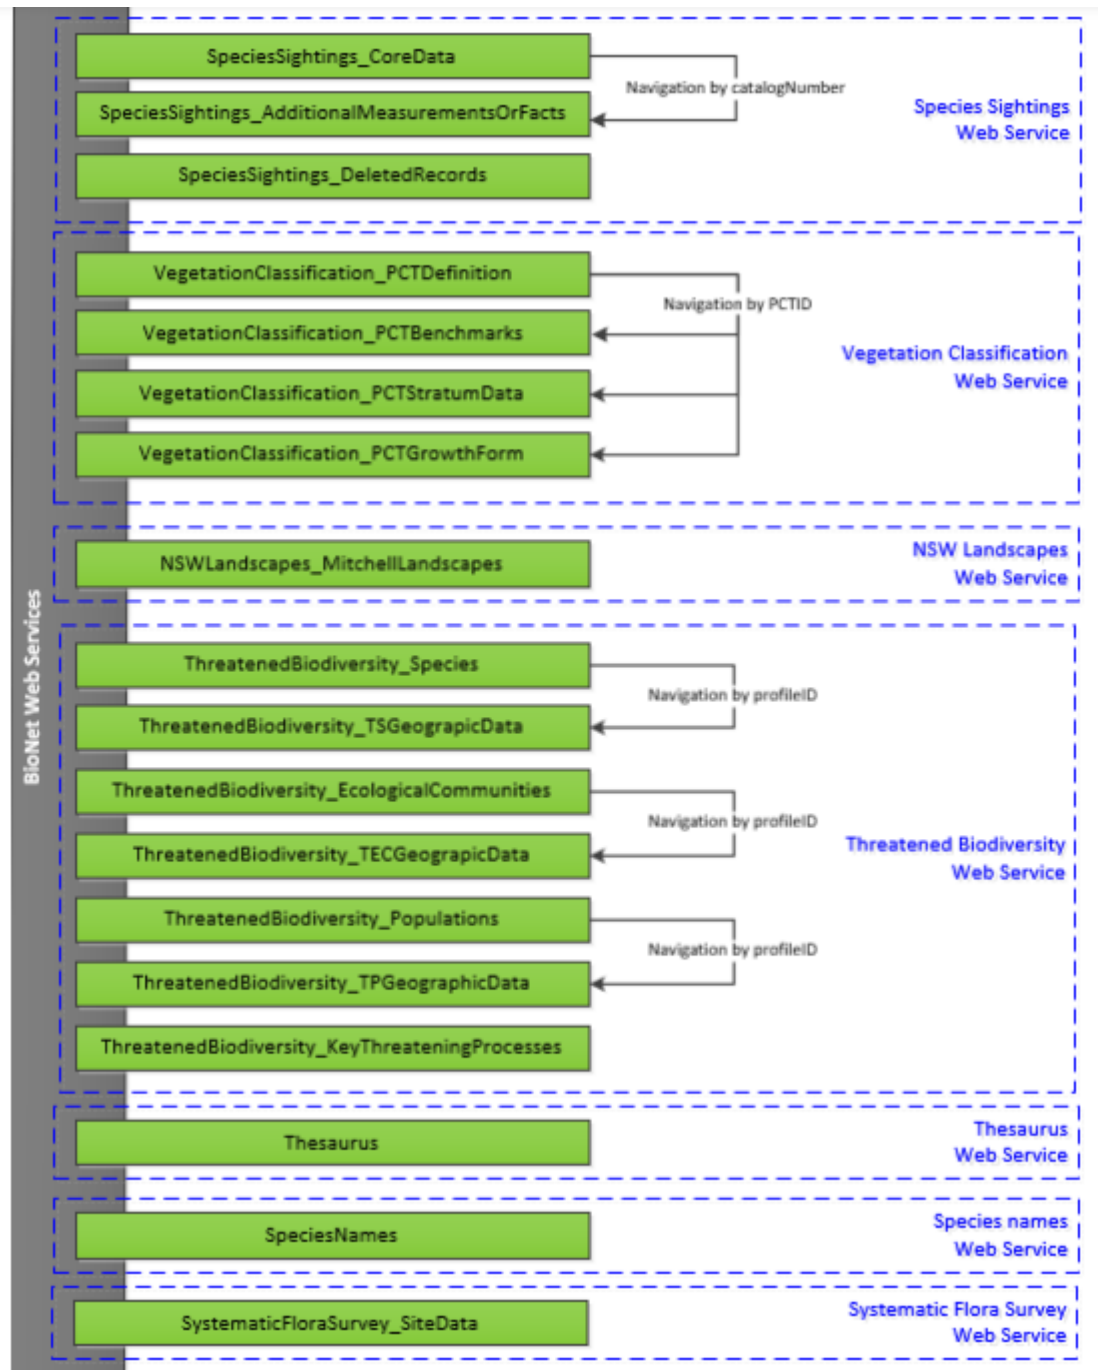 SpeciesSightings_CoreData
Navigation by catalogNumber
SpeciesSightings_AdditionalMeasurementsOrFacts
Species Sightings
Web Service
SpeciesSightings_DeletedRecords
VegetationClassification_PCTDefinition
Navigation by PCTID
VegetationClassification_PCTBenchmarks
Vegetation Classification
Web Service
VegetationClassification_PCTStratumData
VegetationClassification_PCTGrowthForm
NSWLandscapes_MitchellLandscapes
NSW Landscapes
Web Service
BioNet Web Services
ThreatenedBiodiversity_Species
Navigation by profileID
ThreatenedBiodiversity_TSGeograpicData
ThreatenedBiodiversity_EcologicalCommunities
Navigation by profileID
ThreatenedBiodiversity_TECGeograpicData
Threatened Biodiversity
Web Service
ThreatenedBiodiversity_Populations
Navigation by profileID
ThreatenedBiodiversity_TPGeographicData
ThreatenedBiodiversity_KeyThreateningProcesses
Thesaurus
Thesaurus
Web Service
SpeciesNames
Species names
Web Service
SystematicFloraSurvey_SiteData
Systematic Flora Survey
Web Service